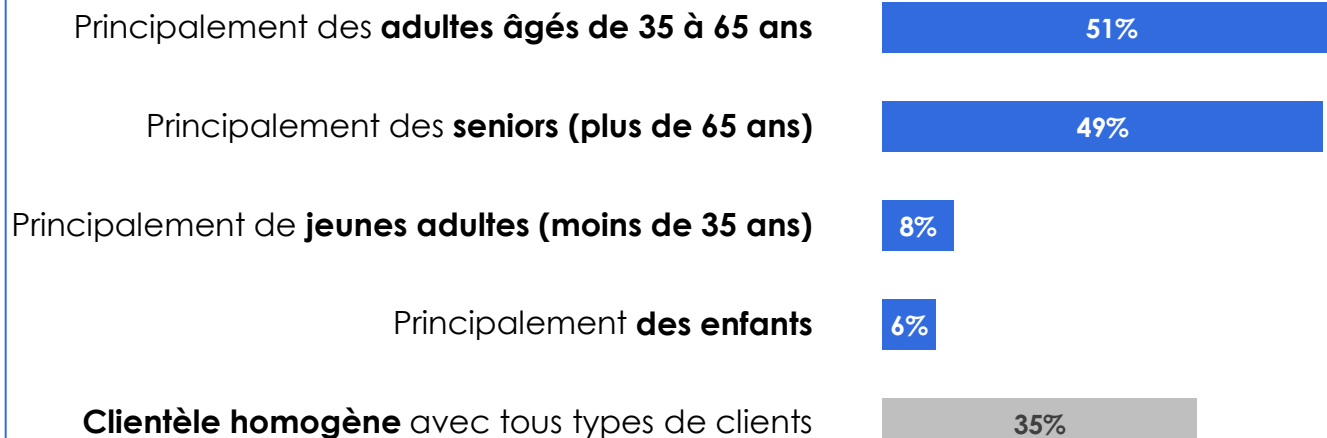 Principalement des adultes âgés de 35 à 65 ans 51%
Principalement des seniors (plus de 65 ans) 49%
Principalement de jeunes adultes (moins de 35 ans) 8%
Principalement des enfants 6%
Clientèle homogène avec tous types de clients 35%